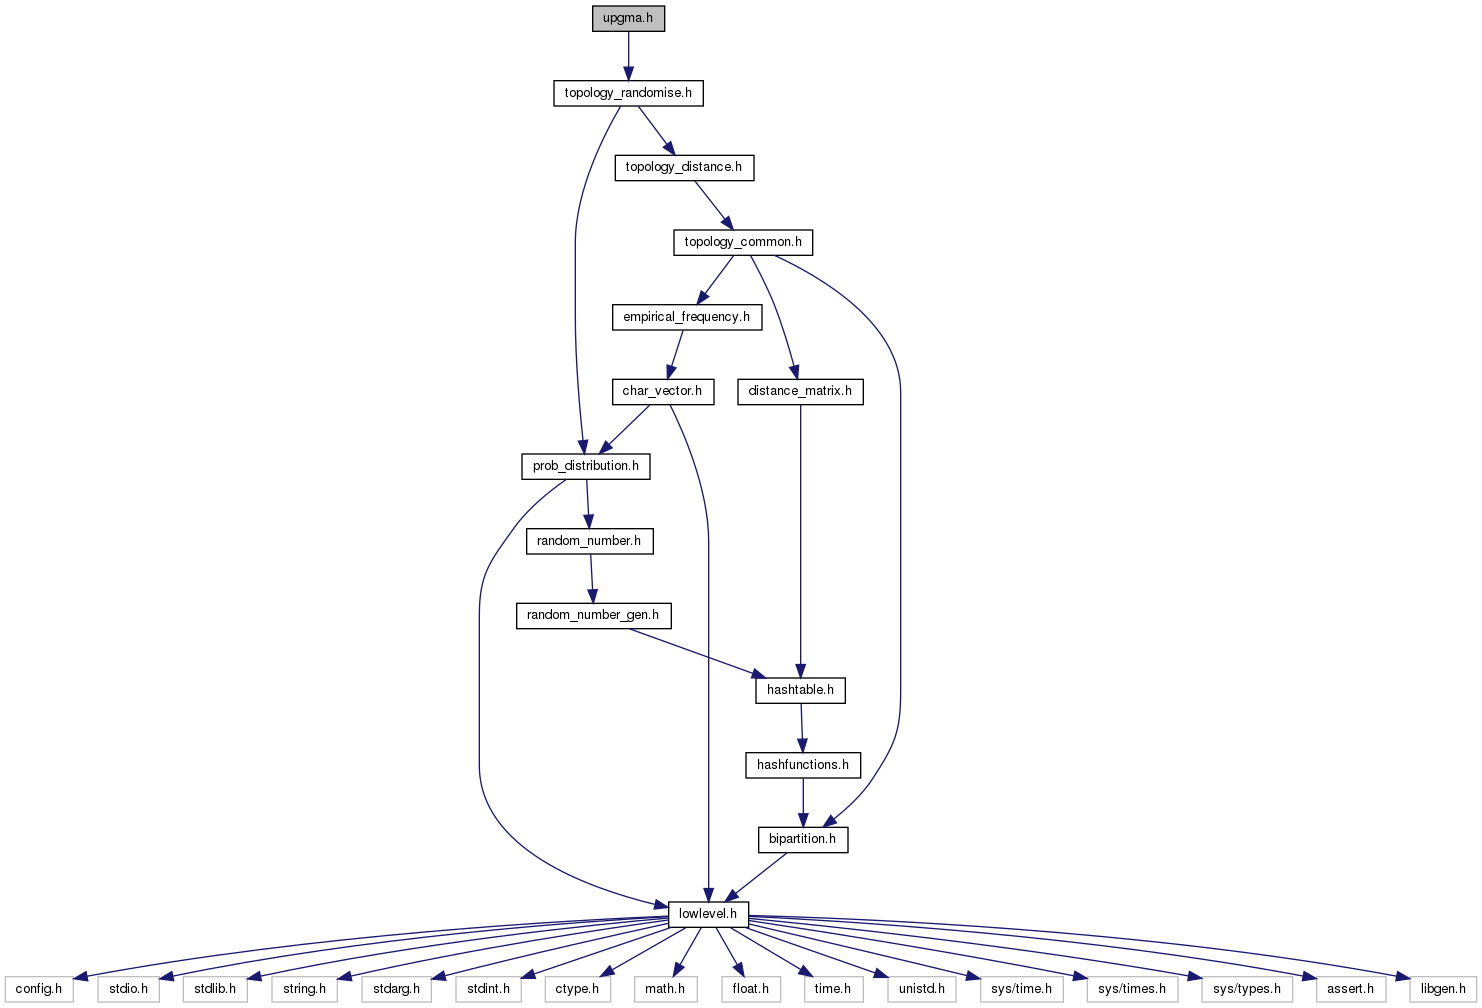 upgma.h
topology_randomise.h
topology_distance.h
topology_common.h
empirical_frequency.h
char_vector.h
distance_matrix.h
prob_distribution.h
random_number.h
random_number_gen.h
hashtable.h
hashfunctions.h
bipartition.h
lowlevel.h
config.h
stdio.h
stdlib.h
string.h
stdarg.h
stdint.h
ctype.h
math.h
float.h
time.h
unistd.h
sys/time.h
sys/times.h
sys/types.h
assert.h
libgen.h